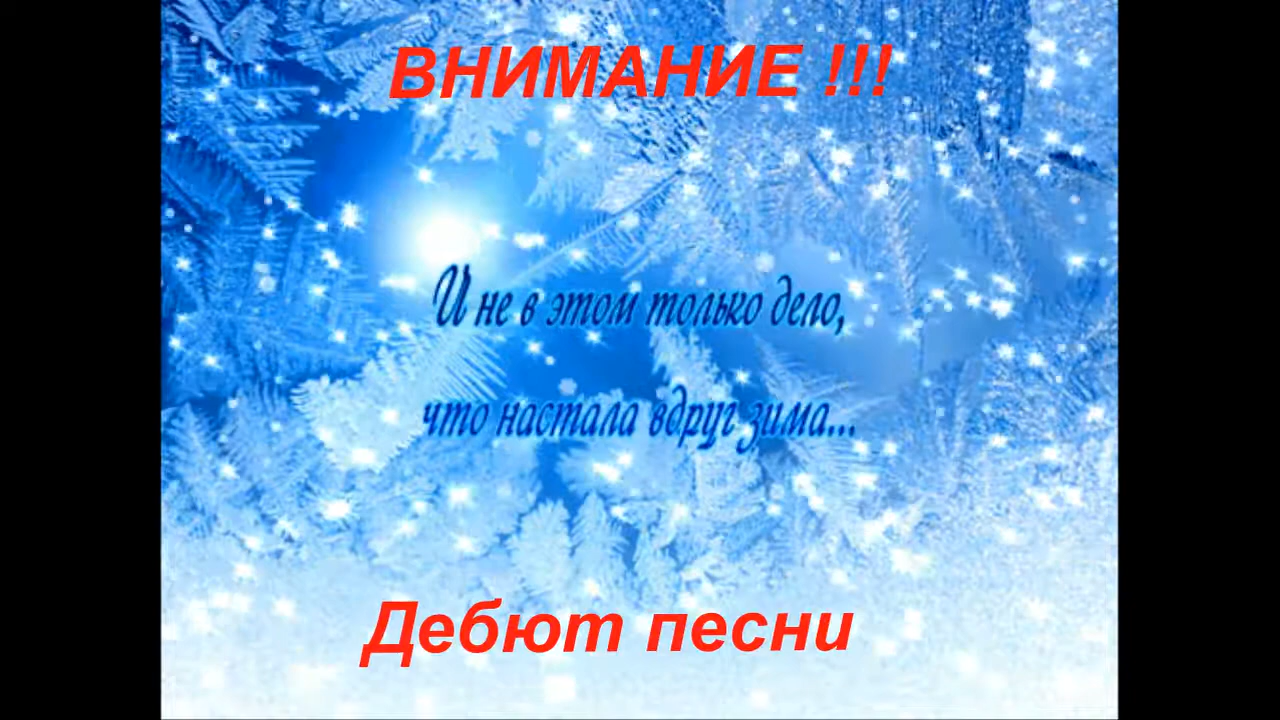 ВНИМАНИЕ !!!
И не в этом только дело,
что настала вдруг зима...
Дебют песни